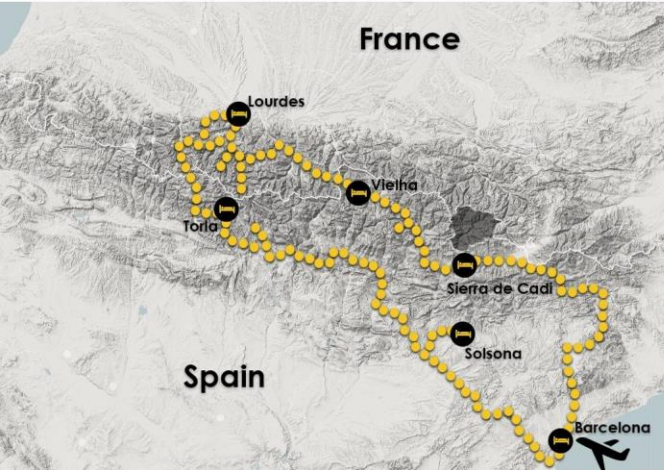 France
Lourdes
Vielha
Torla
Sierra de Cadi
Solsona
Spain
Barcelona